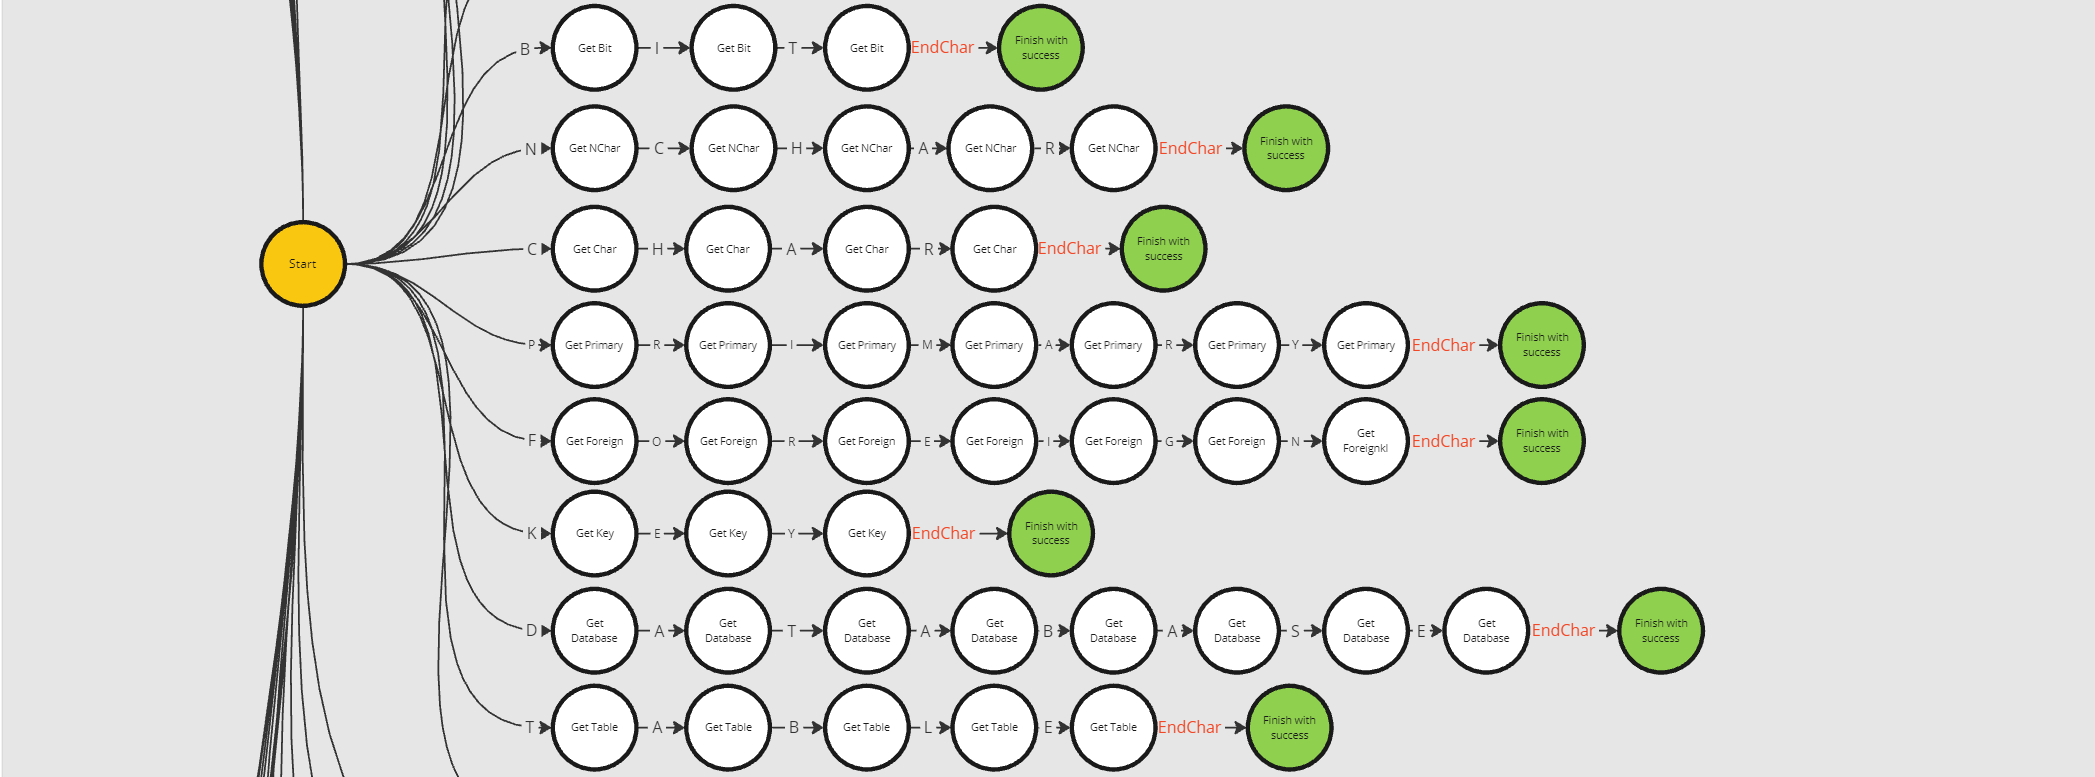 B Get Bit I Get Bit T Get Bit EndChar Finish with
success
N Get NChar C Get NChar H Get NChar A Get NChar R Get NChar EndChar Finish with
success
C Get Char H Get Char A Get Char R Get Char EndChar Finish with
success
Start
P Get Primary R Get Primary I Get Primary M Get Primary A Get Primary R Get Primary Y Get Primary EndChar Finish with
success
F Get Foreign O Get Foreign R Get Foreign E Get Foreign I Get Foreign G Get Foreign N Get
Foreignkl EndChar Finish with
success
K Get Key E Get Key Y Get Key EndChar Finish with
success
D Get
Database A Get
Database T Get
Database A Get
Database B Get
Database A Get
Database S Get
Database E Get
Database EndChar Finish with
success
T Get Table A Get Table B Get Table L Get Table E Get Table EndChar Finish with
success